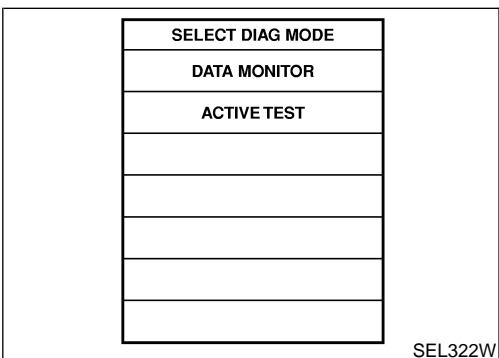 SELECT DIAG MODE
DATA MONITOR
ACTIVE TEST
SEL322W